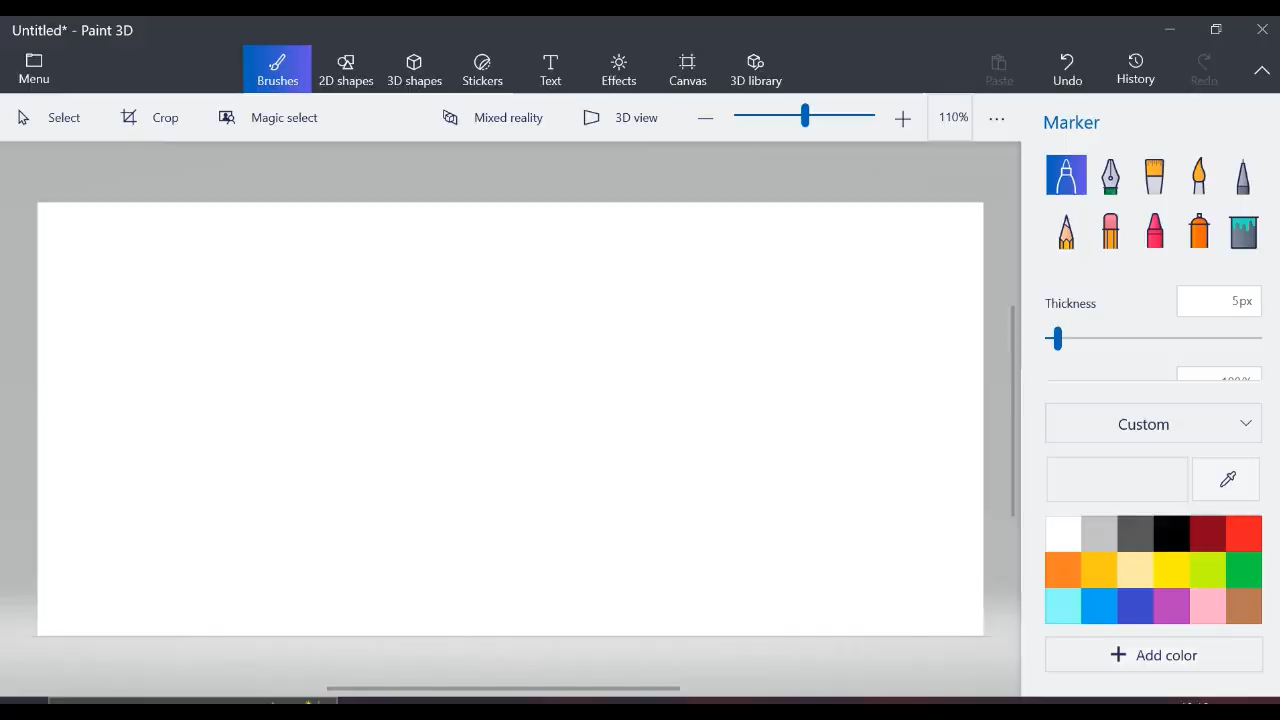 Untitled* - Paint 3D
Menu
Brushes
2D shapes
3D shapes
Stickers
Text
Effects
Canvas
3D library
Paste
Undo
History
Redo
Select
Crop
Magic select
Mixed reality
3D view
110%
Marker
Thickness
5px
Custom
Add color